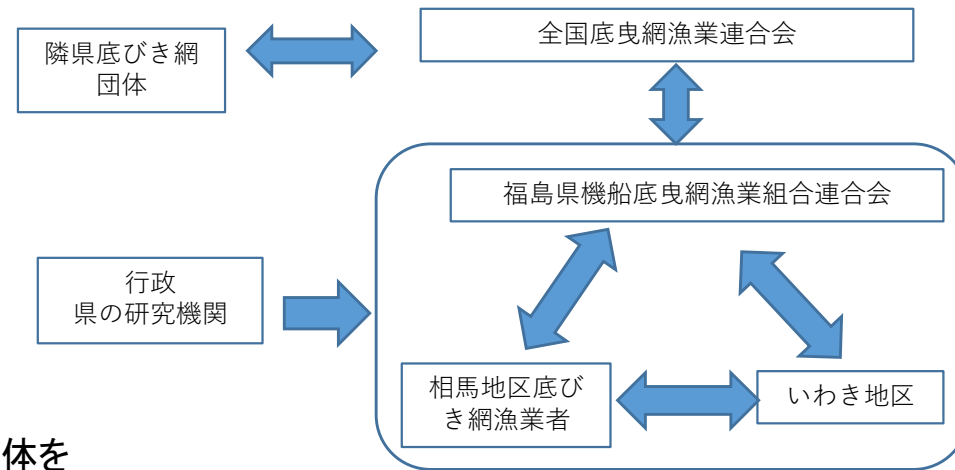 全国底曳網漁業連合会
隣県底びき網
団体
福島県機船底曳網漁業組合連合会
行政
県の研究機関
相馬地区底び
き網漁業者
いわき地区
体を